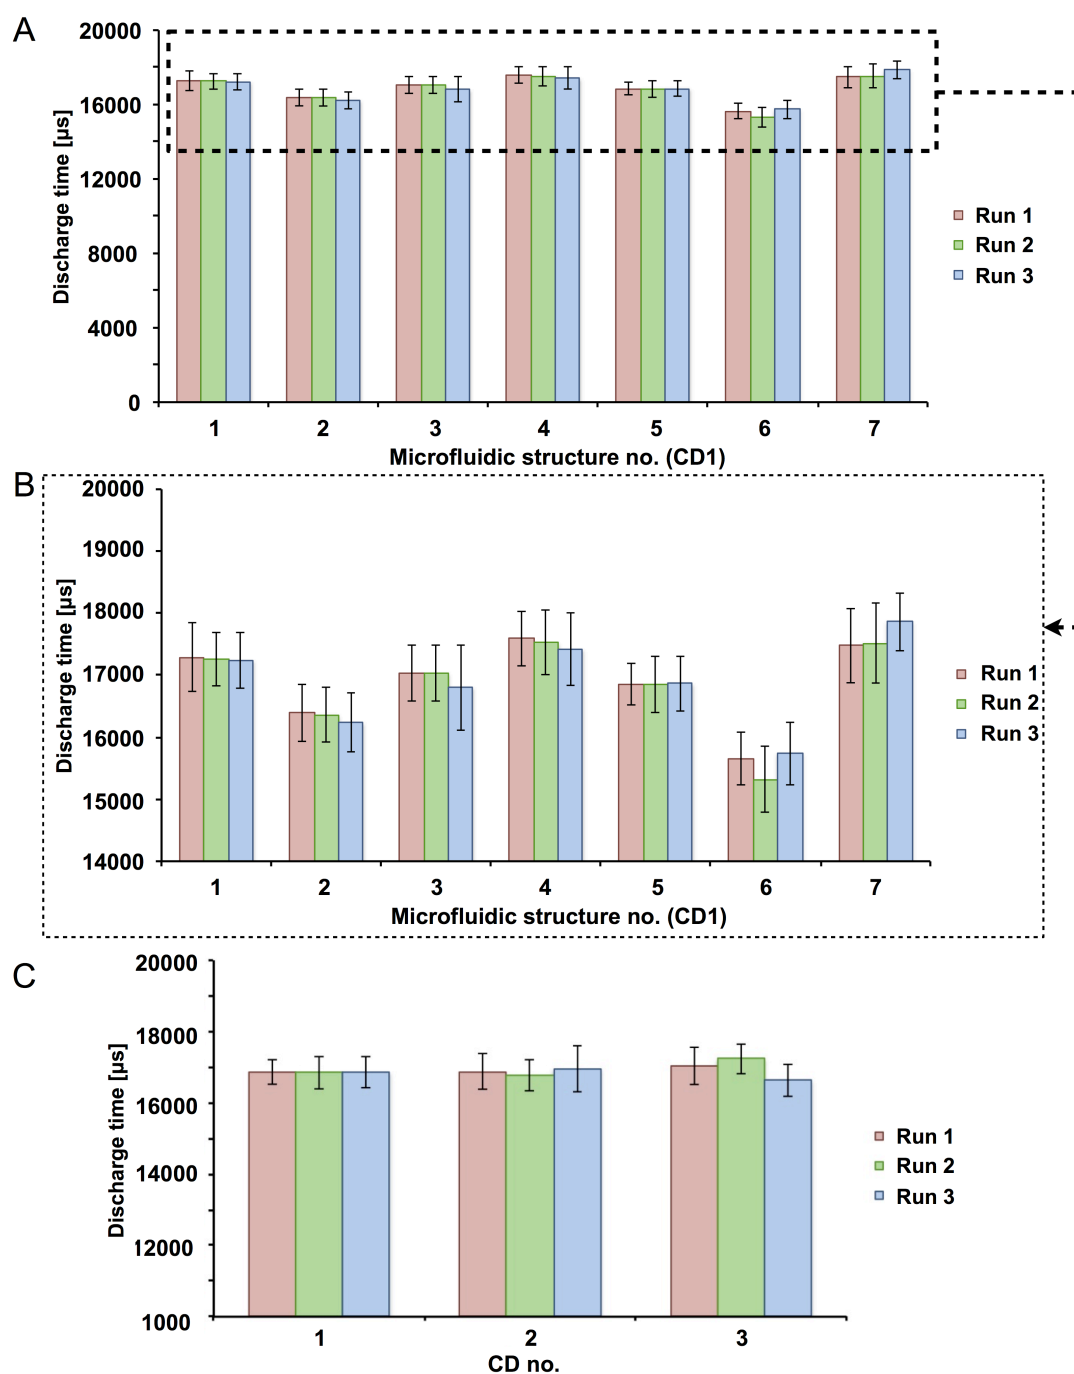 A
20000
16000
12000
8000
4000
0
Discharge time [µs]
1 2 3 4 5 6 7
Microfluidic structure no. (CD1)
Run 1
Run 2
Run 3
B
20000
19000
18000
17000
16000
15000
14000
Discharge time [µs]
1 2 3 4 5 6 7
Microfluidic structure no. (CD1)
Run 1
Run 2
Run 3
C
20000
18000
16000
14000
12000
1000
Discharge time [µs]
1 2 3
CD no.
Run 1
Run 2
Run 3